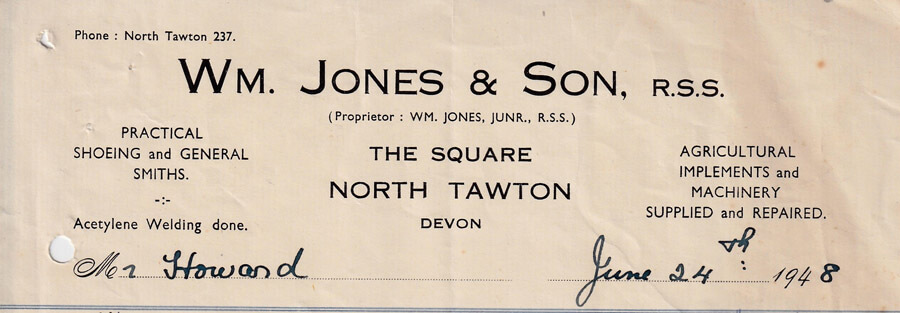 Phone : North Tawton 237.
WM. JONES & SON, R.S.S.
(Proprietor : WM. JONES, JUNR., R.S.S.)
PRACTICAL
SHOEING and GENERAL
SMITHS.
-:-
Acetylene Welding done.
THE SQUARE
NORTH TAWTON
DEVON
AGRICULTURAL
IMPLEMENTS and
MACHINERY
SUPPLIED and REPAIRED.
Mr Howard
June 24th 1948